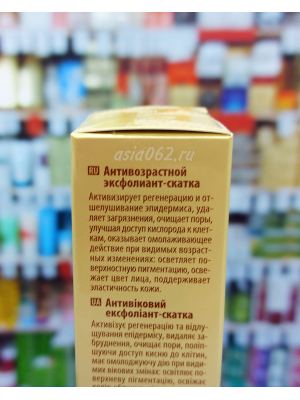 asia062.ru
RU Антивозрастной
эксфолиант-скатка
Активизирует регенерацию и от-
шелушивание эпидермиса, уда-
ляет загрязнения, очищает поры,
улучшая доступ кислорода к клет-
кам, оказывает омолаживающее
действие при видимых возраст-
ных изменениях: осветляет по-
верхностную пигментацию, осве-
жает цвет лица, поддерживает
эластичность кожи.
UA Антивіковий
ексфоліант-скатка
Активізує регенерацію та відлу-
щування епідермісу, видаляє за-
бруднення, очищає пори, поліп-
шуючи доступ кисню до клітин,
має омолоджуючу дію при види-
мих вікових змінах: освітлює по-
верхневу пігментацію, освіжає